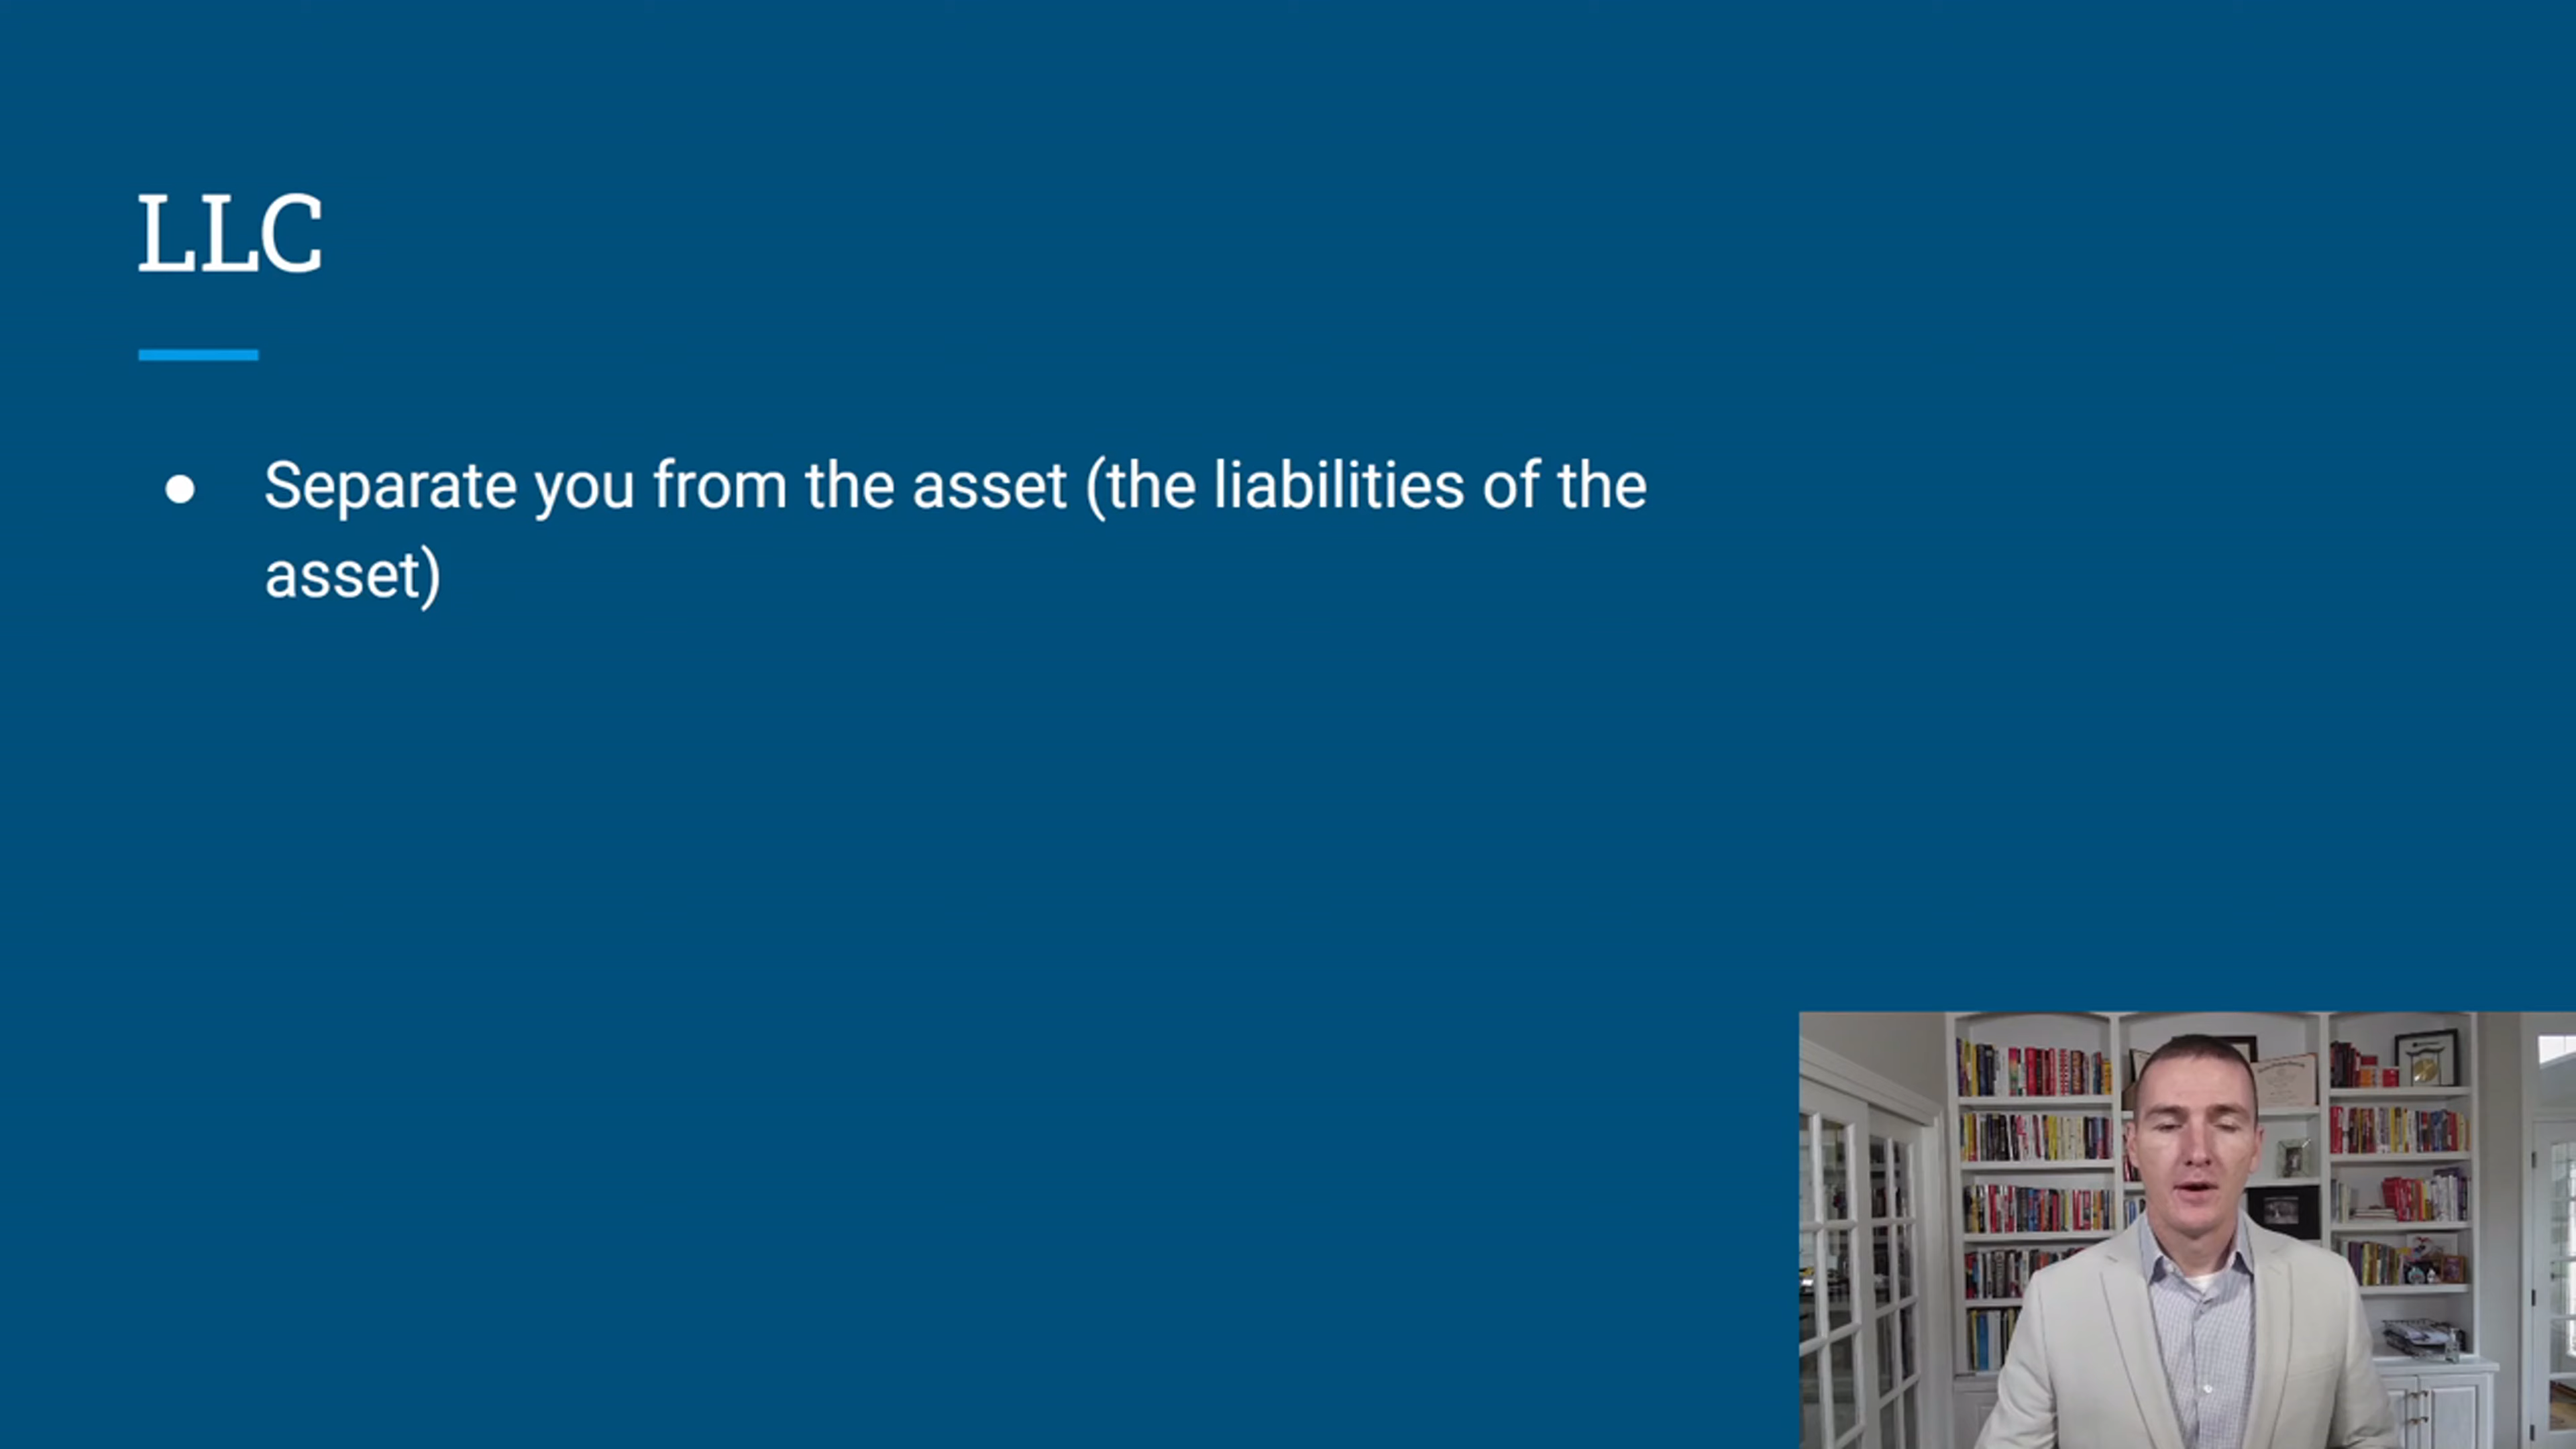 LLC
● Separate you from the asset (the liabilities of the
asset)